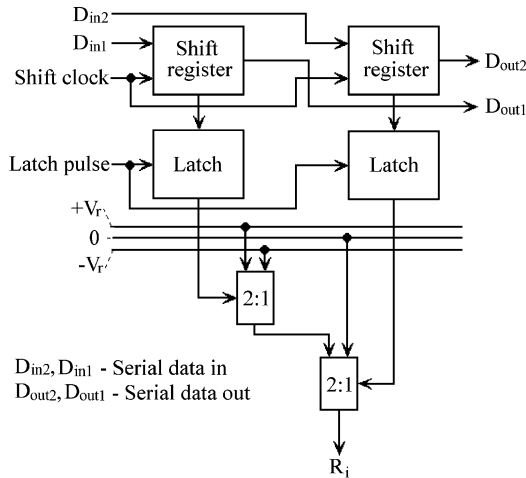 Din2
Din1
Shift register
Shift register
Dout2
Shift clock
Dout1
Latch pulse
Latch
Latch
+Vr
0
-Vr
2:1
Din2, Din1 - Serial data in
2:1
Dout2, Dout1 - Serial data out
Ri